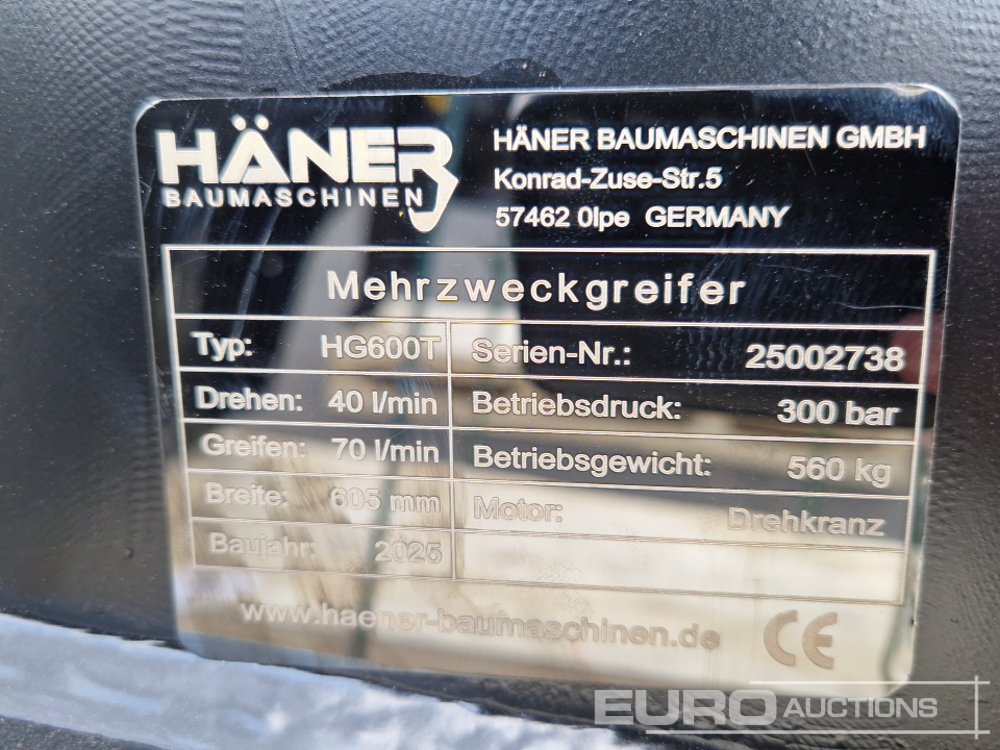 HÄNER
BAUMASCHINEN
HÄNER BAUMASCHINEN GMBH
Konrad-Zuse-Str.5
57462 Olpe GERMANY
Mehrzweckgreifer
Typ: HG600T Serien-Nr.: 25002738
Drehen: 40 l/min Betriebsdruck: 300 bar
Greifen: 70 l/min Betriebsgewicht: 560 kg
Breite: 605 mm Motor: Drehkranz
Baujahr: 2025
www.haener-baumaschinen.de CE
EURO AUCTIONS